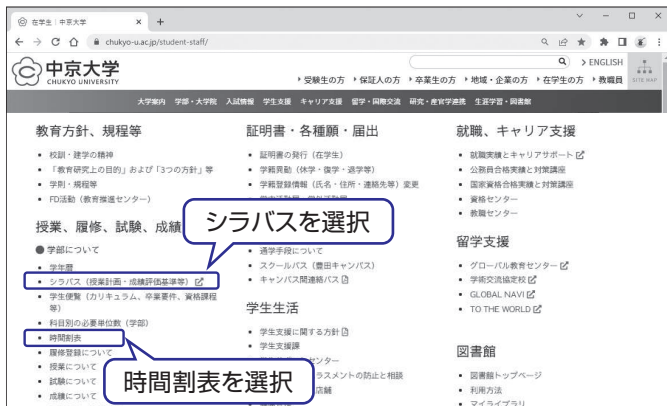 在学生 | 中京大学
chukyo-u.ac.jp/student-staff/
中京大学
CHUKYO UNIVERSITY
ENGLISH
SITE MAP
受験生の方 保証人の方 卒業生の方 地域・企業の方 在学生の方 教職員
大学案内 学部・大学院 入試情報 学生支援 キャリア支援 留学・国際交流 研究・産官学連携 生涯学習・図書館
教育方針、規程等
・校訓・建学の精神
・「教育研究上の目的」および「3つの方針」等
・学則・規程等
・FD活動（教育推進センター）
授業、履修、試験、成績
●学部について
・学年暦
・シラバス（授業計画・成績評価基準等）
・学生便覧（カリキュラム、卒業要件、資格課程
等）
・科目別の必要単位数（学部）
・時間割表
・履修登録について
・授業について
・試験について
・成績について
シラバスを選択
時間割表を選択
証明書・各種願・届出
・証明書の発行（在学生）
・学籍異動（休学・復学・退学等）
・学籍登録情報（氏名・住所・連絡先等）変更
・通学手段について
・スクールバス（豊田キャンパス）
・キャンパス間連絡バス
学生生活
・学生支援に関する方針
・学生支援課
センター
ラスメントの防止と相談
店舗
就職、キャリア支援
・就職実績とキャリアサポート
・公務員合格実績と対策講座
・国家資格合格実績と対策講座
・資格センター
・教職センター
留学支援
・グローバル教育センター
・学術交流協定校
・GLOBAL NAVI
・TO THE WORLD
図書館
・図書館トップページ
・利用方法
・マイライブラリ